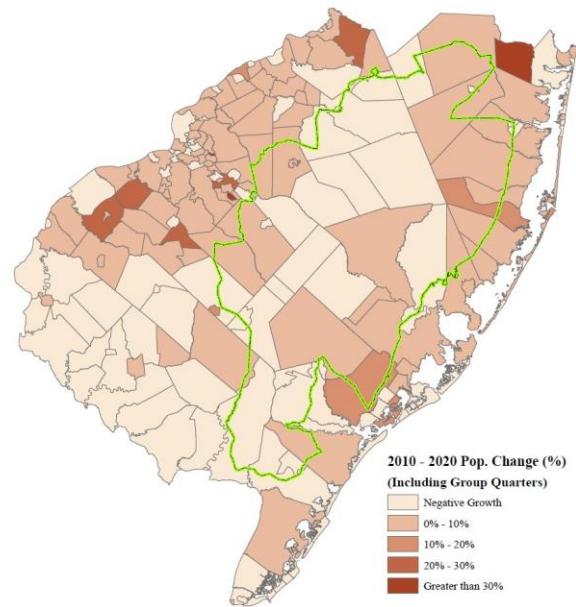 2010 - 2020 Pop. Change (%)
(Including Group Quarters)
Negative Growth
0% - 10%
10% - 20%
20% - 30%
Greater than 30%